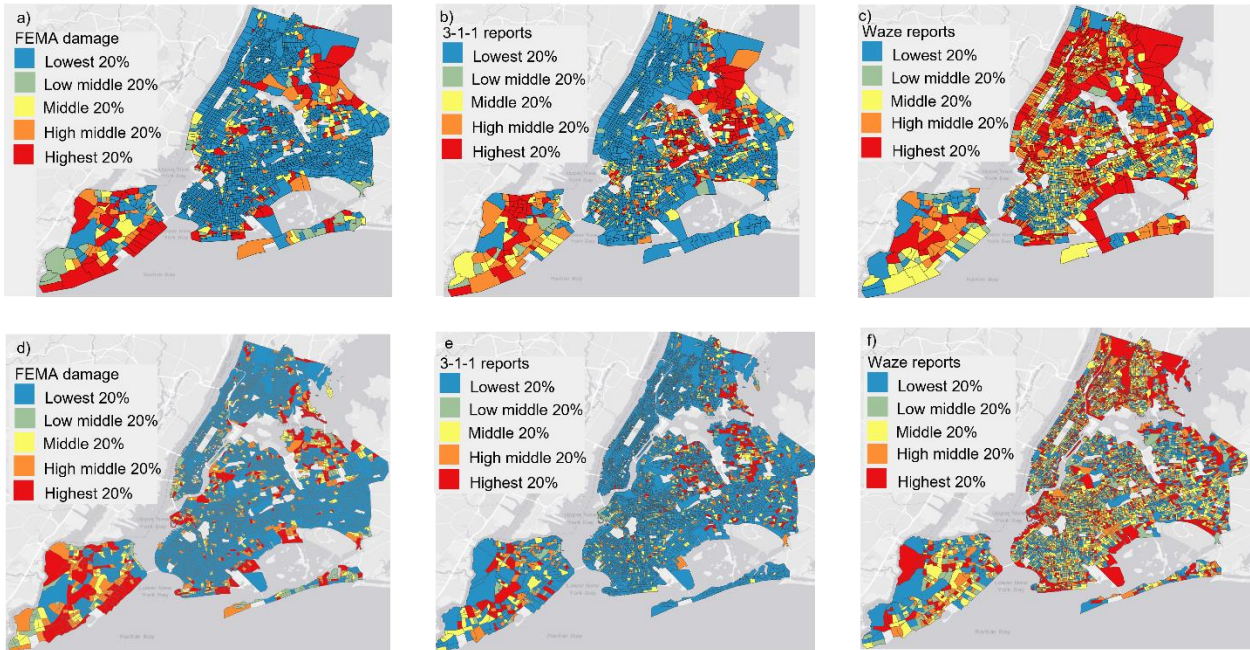 a)
FEMA damage
Lowest 20%
Low middle 20%
Middle 20%
High middle 20%
Highest 20%
b)
3-1-1 reports
Lowest 20%
Low middle 20%
Middle 20%
High middle 20%
Highest 20%
c)
Waze reports
Lowest 20%
Low middle 20%
Middle 20%
High middle 20%
Highest 20%
d)
FEMA damage
Lowest 20%
Low middle 20%
Middle 20%
High middle 20%
Highest 20%
e
3-1-1 reports
Lowest 20%
Low middle 20%
Middle 20%
High middle 20%
Highest 20%
f)
Waze reports
Lowest 20%
Low middle 20%
Middle 20%
High middle 20%
Highest 20%